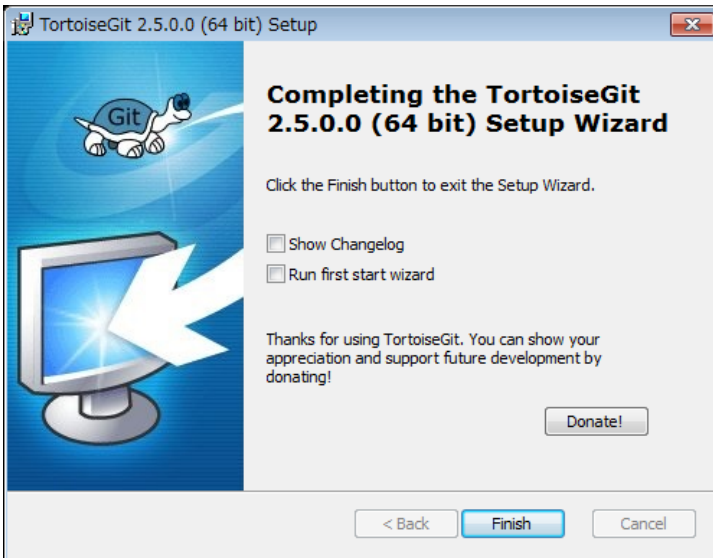 TortoiseGit 2.5.0.0 (64 bit) Setup
Git
Completing the TortoiseGit
2.5.0.0 (64 bit) Setup Wizard
Click the Finish button to exit the Setup Wizard.
Show Changelog
Run first start wizard
Thanks for using TortoiseGit. You can show your
appreciation and support future development by
donating!
Donate!
< Back
Finish
Cancel